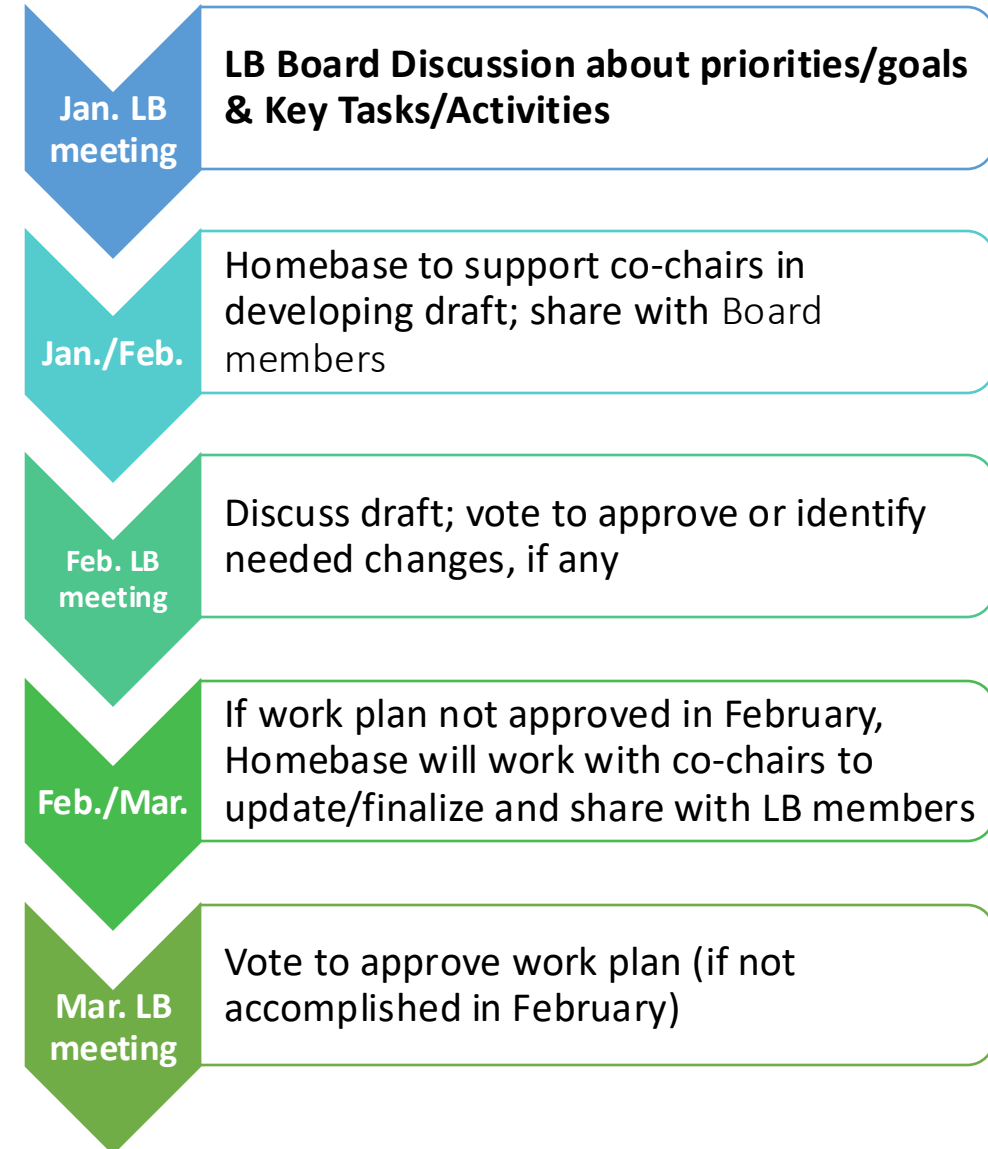 Jan. LB
meeting
LB Board Discussion about priorities/goals
& Key Tasks/Activities
Jan./Feb.
Homebase to support co-chairs in
developing draft; share with Board
members
Feb. LB
meeting
Discuss draft; vote to approve or identify
needed changes, if any
Feb./Mar.
If work plan not approved in February,
Homebase will work with co-chairs to
update/finalize and share with LB members
Mar. LB
meeting
Vote to approve work plan (if not
accomplished in February)